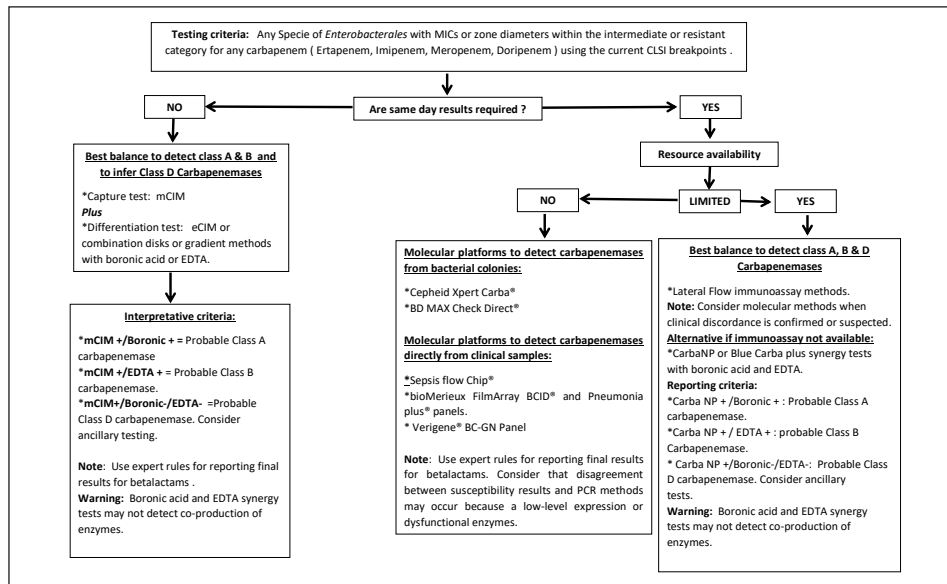 Testing criteria: Any Specie of Enterobacterales with MICs or zone diameters within the intermediate or resistant
category for any carbapenem ( Ertapenem, Imipenem, Meropenem, Doripenem ) using the current CLSI breakpoints .
NO
Are same day results required ?
YES
Best balance to detect class A & B and
to infer Class D Carbapenemases
*Capture test: mCIM
Plus
*Differentiation test: eCIM or
combination disks or gradient methods
with boronic acid or EDTA.
Resource availability
NO
LIMITED
YES
Interpretative criteria:
*mCIM +/Boronic + = Probable Class A
carbapenemase
*mCIM +/EDTA + = Probable Class B
carbapenemase.
*mCIM+/Boronic-/EDTA- =Probable
Class D carbapenemase. Consider
ancillary testing.
Note: Use expert rules for reporting final
results for betalactams .
Warning: Boronic acid and EDTA synergy
tests may not detect co-production of
enzymes.
Molecular platforms to detect carbapenemases
from bacterial colonies:
*Cepheid Xpert Carba®
*BD MAX Check Direct®
Molecular platforms to detect carbapenemases
directly from clinical samples:
*Sepsis flow Chip®
*bioMerieux FilmArray BCID® and Pneumonia
plus® panels.
* Verigene® BC-GN Panel
Note: Use expert rules for reporting final results
for betalactams. Consider that disagreement
between susceptibility results and PCR methods
may occur because a low-level expression or
dysfunctional enzymes.
Best balance to detect class A, B & D
Carbapenemases
*Lateral Flow immunoassay methods.
Note: Consider molecular methods when
clinical discordance is confirmed or suspected.
Alternative if immunoassay not available:
*CarbaNP or Blue Carba plus synergy tests
with boronic acid and EDTA.
Reporting criteria:
*Carba NP + /Boronic + : Probable Class A
carbapenemase.
*Carba NP + / EDTA + : probable Class B
Carbapenemase.
* Carba NP +/Boronic-/EDTA-: Probable Class
D carbapenemase. Consider ancillary
tests.
Warning: Boronic acid and EDTA synergy
tests may not detect co-production of
enzymes.